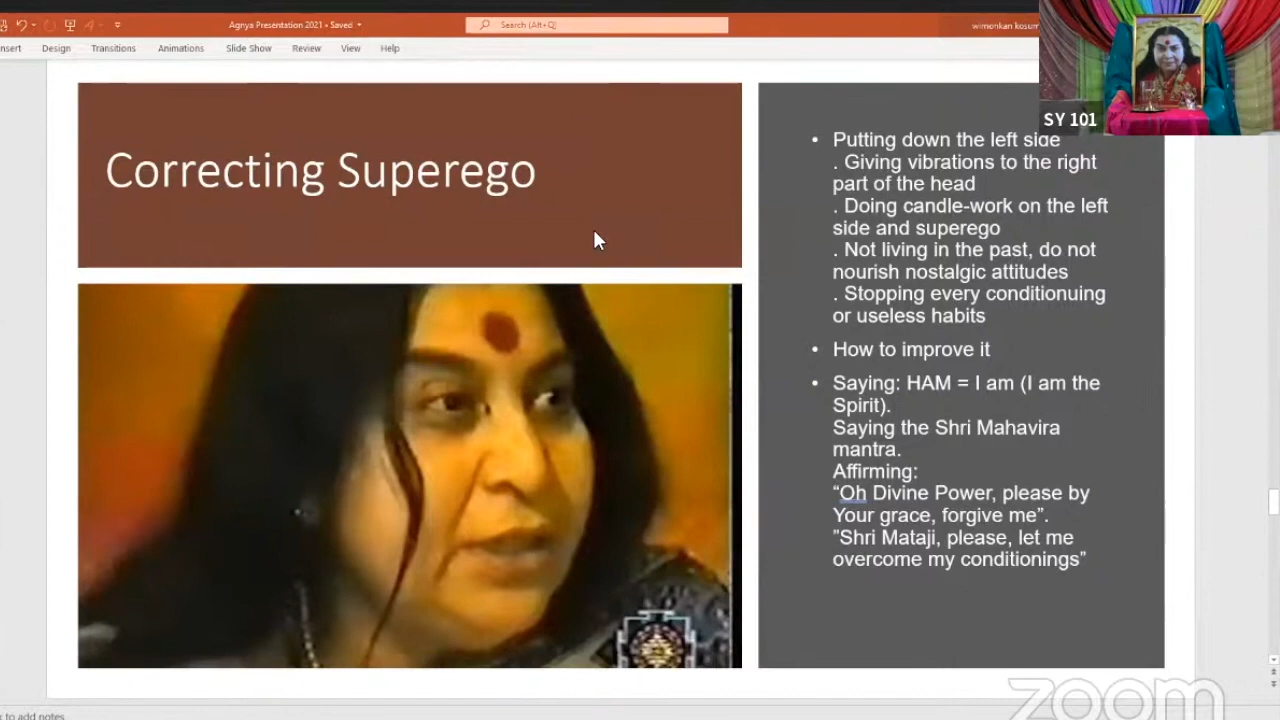 Agnya Presentation 2021 • Saved
Search (Alt+Q)
wimonkan kosum
nsert Design Transitions Animations Slide Show Review View Help
SY 101
Correcting Superego
• Putting down the left side
. Giving vibrations to the right
part of the head
. Doing candle-work on the left
side and superego
. Not living in the past, do not
nourish nostalgic attitudes
. Stopping every conditionuing
or useless habits
• How to improve it
• Saying: HAM = I am (I am the
Spirit).
Saying the Shri Mahavira
mantra.
Affirming:
“Oh Divine Power, please by
Your grace, forgive me”.
”Shri Mataji, please, let me
overcome my conditionings”
zoom
k to add notes